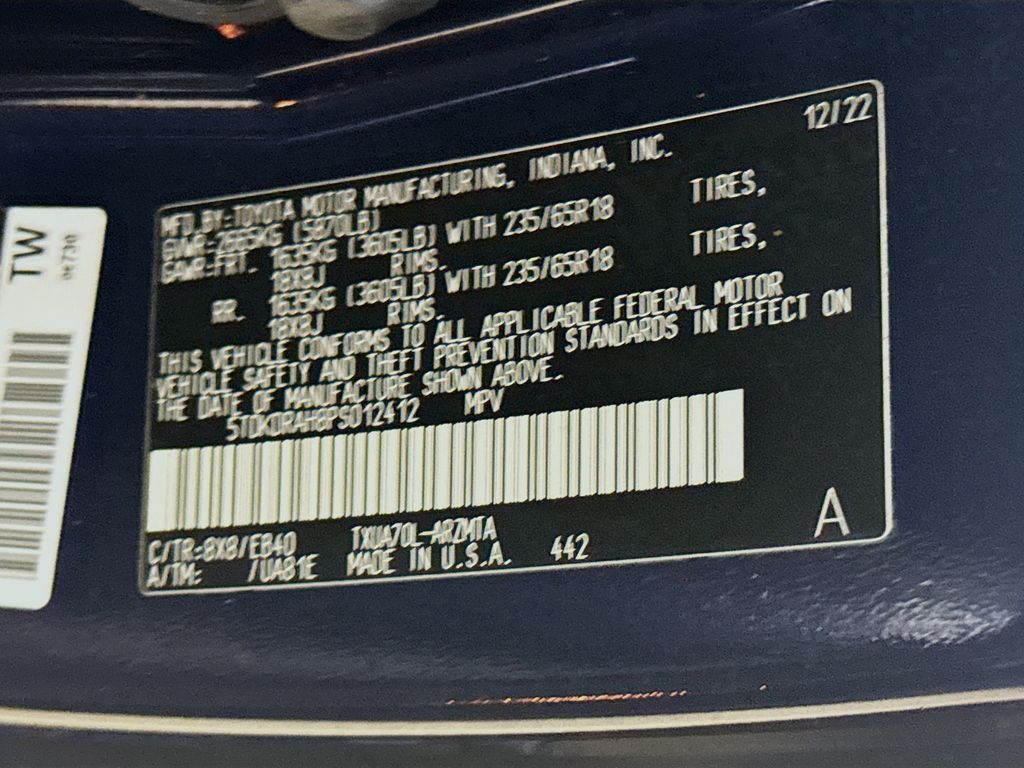 12/22
MFD.BY:TOYOTA MOTOR MANUFACTURING, INDIANA, INC.
GVWR:2665KG (5870LB)
GAWR:FRT. 1635KG (3605LB) WITH 235/65R18 TIRES,
18X8J RIMS.
RR. 1635KG (3605LB) WITH 235/65R18 TIRES,
18X8J RIMS.
THIS VEHICLE CONFORMS TO ALL APPLICABLE FEDERAL MOTOR
VEHICLE SAFETY AND THEFT PREVENTION STANDARDS IN EFFECT ON
THE DATE OF MANUFACTURE SHOWN ABOVE.
5TDKDRAH8PS012412 MPV
C/TR:8X8/EB40 TXUA70L-ARZMTA
A/TM: /UA81E MADE IN U.S.A. 442
A
TW